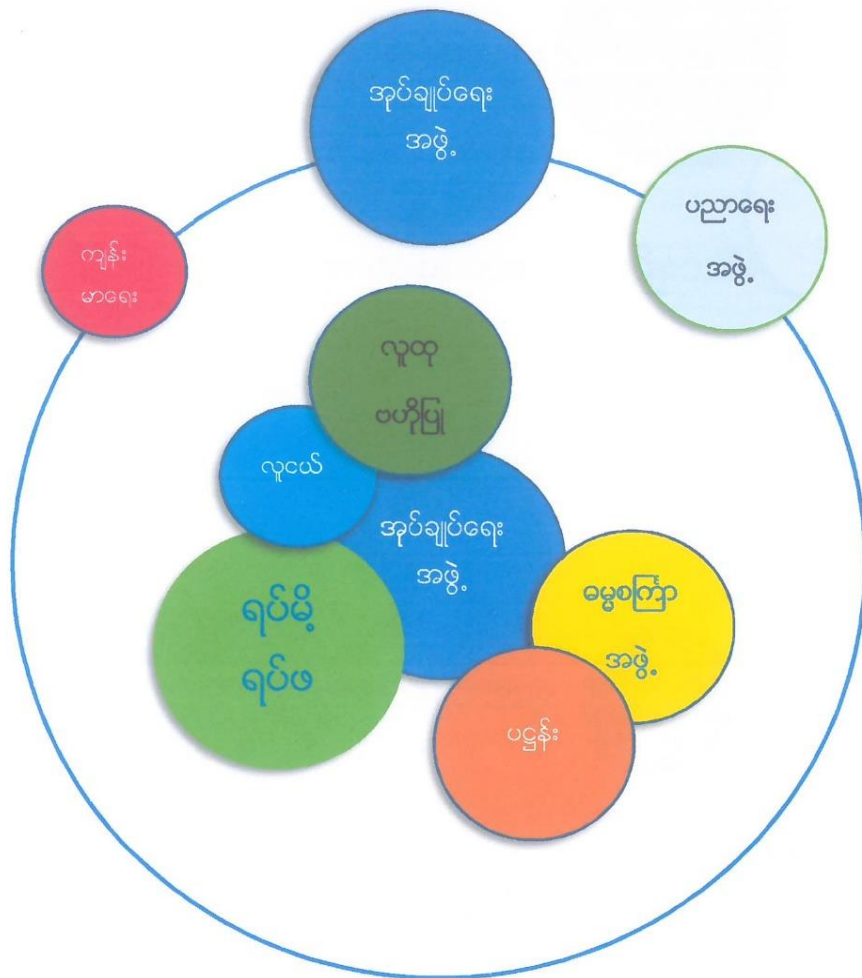 အုပ်ချုပ်ရေး
အဖွဲ့
ပညာရေး
အဖွဲ့
ကျန်း
မာရေး
လူထု
ဗဟိုပြု
လူငယ်
အုပ်ချုပ်ရေး
အဖွဲ့
ရပ်မိ့
ရပ်ဖ
ဓမ္မစင်္ကြာ
အဖွဲ့
ပဋ္ဌန်း